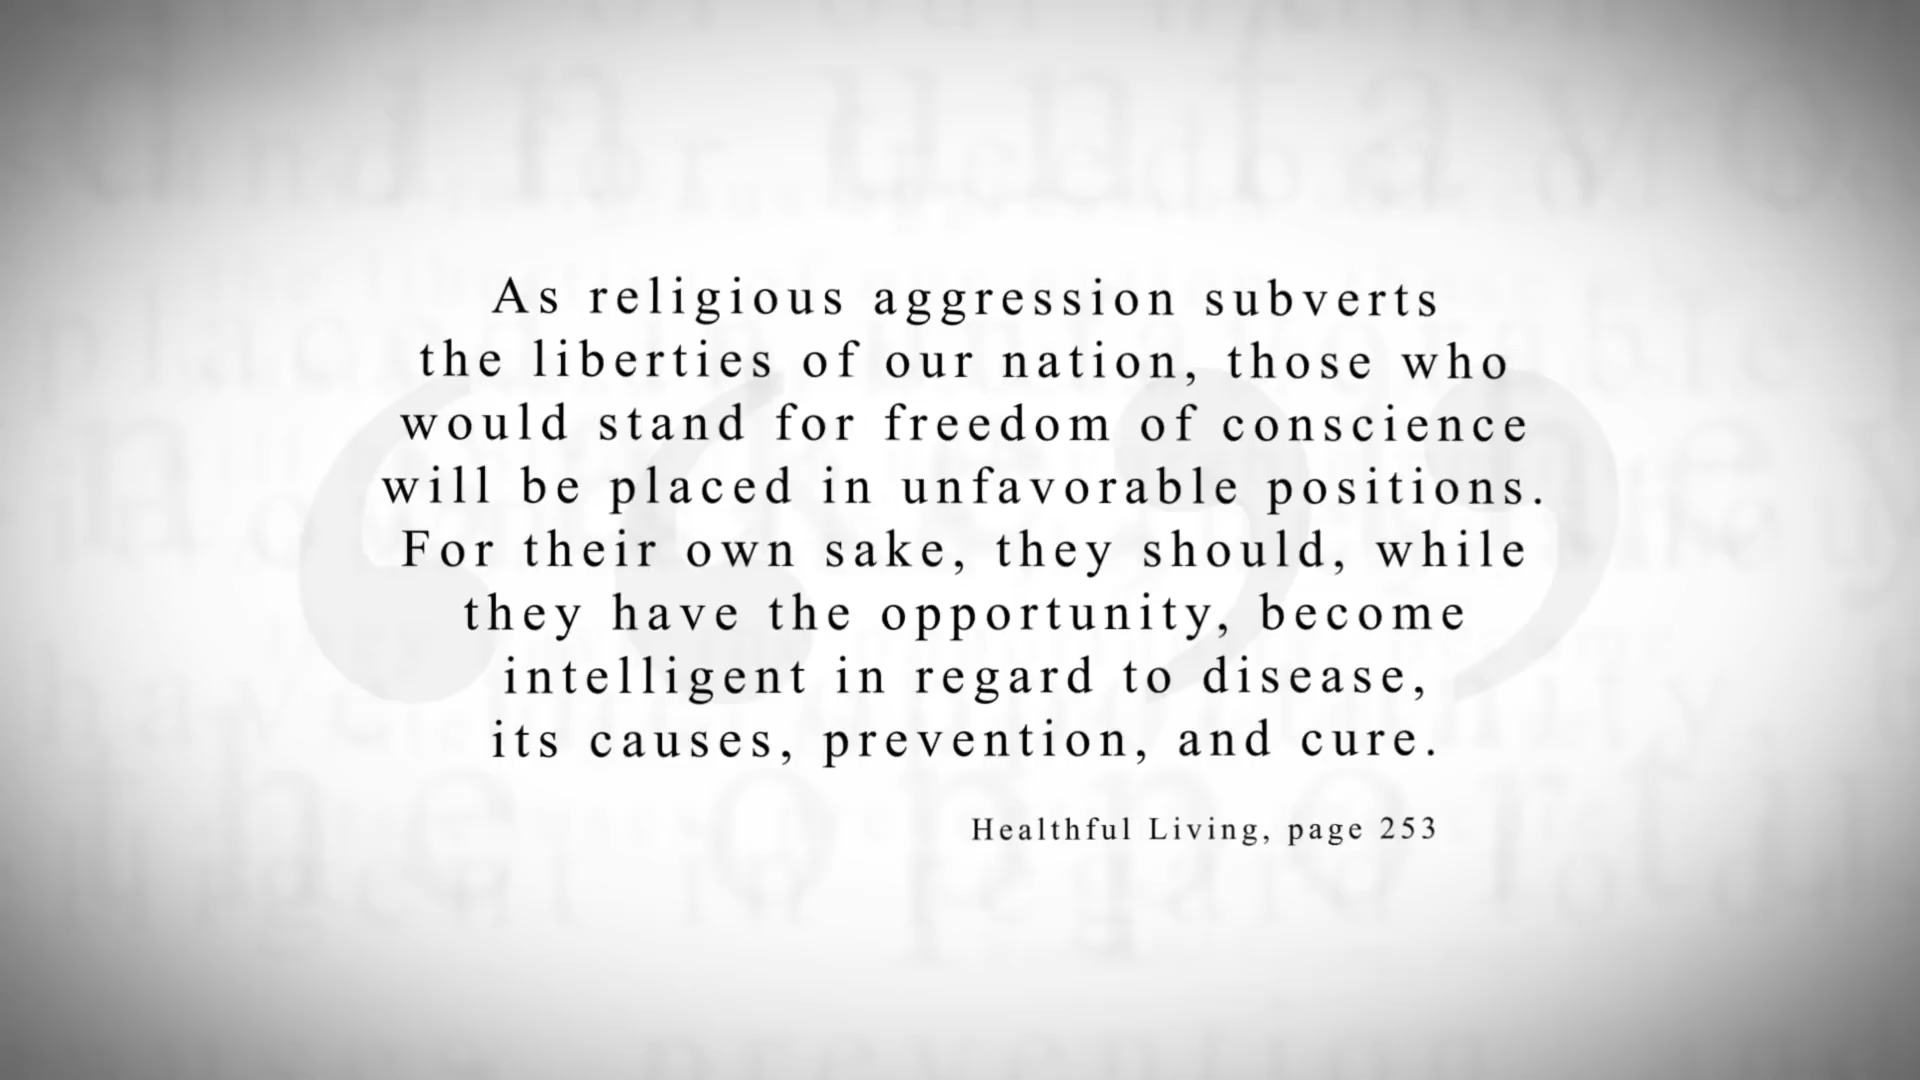 As religious aggression subverts
the liberties of our nation, those who
would stand for freedom of conscience
will be placed in unfavorable positions.
For their own sake, they should, while
they have the opportunity, become
intelligent in regard to disease,
its causes, prevention, and cure.
Healthful Living, page 253